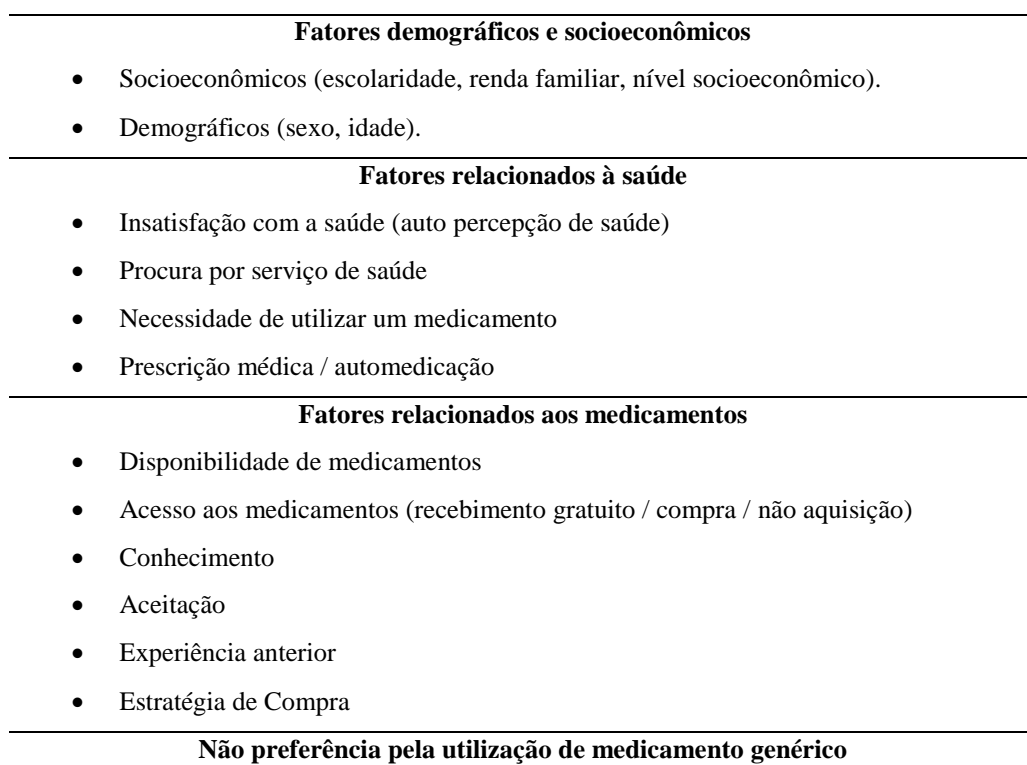 Fatores demográficos e socioeconômicos
• Socioeconômicos (escolaridade, renda familiar, nível socioeconômico).
• Demográficos (sexo, idade).
Fatores relacionados à saúde
• Insatisfação com a saúde (auto percepção de saúde)
• Procura por serviço de saúde
• Necessidade de utilizar um medicamento
• Prescrição médica / automedicação
Fatores relacionados aos medicamentos
• Disponibilidade de medicamentos
• Acesso aos medicamentos (recebimento gratuito / compra / não aquisição)
• Conhecimento
• Aceitação
• Experiência anterior
• Estratégia de Compra
Não preferência pela utilização de medicamento genérico